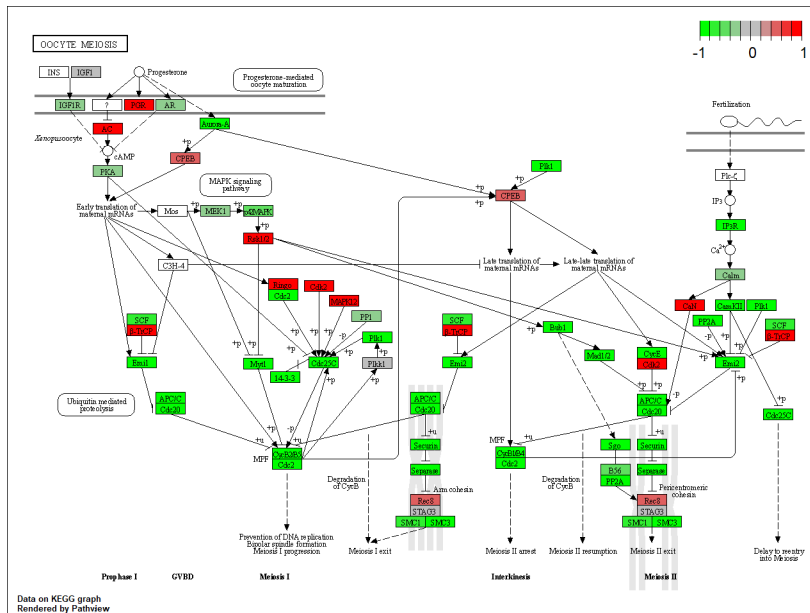 OOCYTE MEIOSIS
-1 0 1
INS IGF1
Progesterone
Progesterone-mediated
oocyte maturation
IGF1R ? PGR AR
Aurora-A
Fertilization
Xenopus oocyte
AC
cAMP
PKA
CPEB
+p
+p
Plk1
+p
CPEB
+p
Plc-ζ
IP3
IP3R
Ca2+
Calm
MAPK signaling
pathway
Early translation of
maternal mRNAs
Mos
+p
MEK1
+p
p42MAPK
+p
Rsk1/2
C3H-4
Late translation of
maternal mRNAs
Late-late translation of
maternal mRNAs
Ringo
Cdc2
Cdk2
MAPK12
PP1
Plk1
Plkk1
CaN
CamKII
Plk1
PP2A
SCF
β-TrCP
SCF
β-TrCP
SCF
β-TrCP
Bub1
Mad1/2
CycE
Cdk2
Emi1
Myt1
14-3-3
Cdc25C
Emi2
Emi2
APC/C
Cdc20
APC/C
Cdc20
APC/C
Cdc20
Cdc25C
Ubiquitin mediated
proteolysis
MPF
Cdc2
+u
-p
+u
MPF
CycB1B4
Cdc2
Securin
Separase
Sgo
B56
PP2A
Securin
Separase
Degradation
of CycB
Arm cohesin
Degradation
of CycB
Pericentromeric
cohesin
Rec8
STAG3
SMC1 SMC3
Rec8
STAG3
SMC1 SMC3
Prevention of DNA replication
Bipolar spindle formation
Meiosis I progression
Meiosis I exit
Meiosis II arrest
Meiosis II resumption
Meiosis II exit
Delay to reentry
into Meiosis
Prophase I GVBD Meiosis I Interkinesis Meiosis II
Data on KEGG graph
Rendered by Pathview